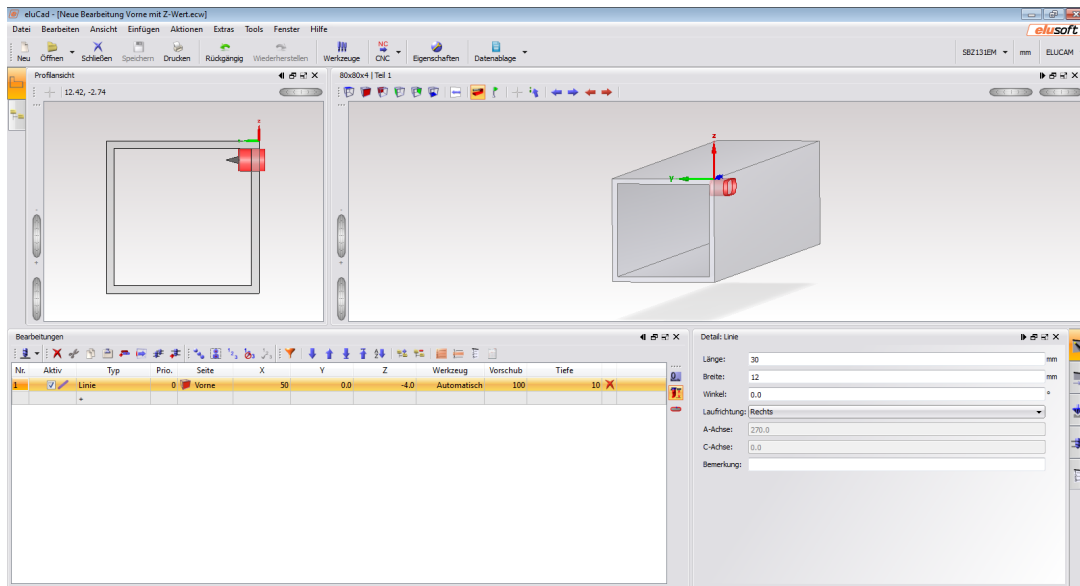 eluCad - [Neue Bearbeitung Vorne mit Z-Wert.ecw]
Datei Bearbeiten Ansicht Einfügen Aktionen Extras Tools Fenster Hilfe
elusoft
Neu Öffnen Schließen Speichern Drucken Rückgängig Wiederherstellen Werkzeuge NC CNC Eigenschaften Datenablage SBZ131EM mm ELUCAM
Profilansicht
80x80x4 | Teil 1
12.42, -2.74
z
z
y
Bearbeitungen
Detail: Linie
Nr. Aktiv Typ Prio. Seite X Y Z Werkzeug Vorschub Tiefe
1 Linie 0 Vorne 50 0.0 -4.0 Automatisch 100 10
+
Länge: 30 mm
Breite: 12 mm
Winkel: 0.0 °
Laufrichtung: Rechts
A-Achse: 270.0
C-Achse: 0.0
Bemerkung: